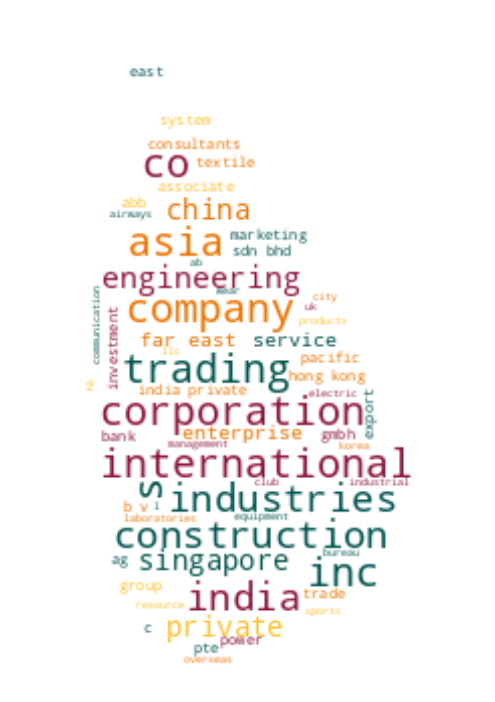 east
system
consultants
co textile
associate
abb
airways
china
asia
marketing
sdn bhd
ab
engineering
wear
communication
investment
company
city
uk
products
far east service
llc
trading
pacific
hong kong
hk
india private
electric
corporation
export
bank
enterprise
gmbh
management
korea
international
club
industrial
s
industries
b v
l
laboratories
equipment
construction
bureau
ag
singapore
inc
group
india
trade
resource
sports
c
private
power
pte
overseas